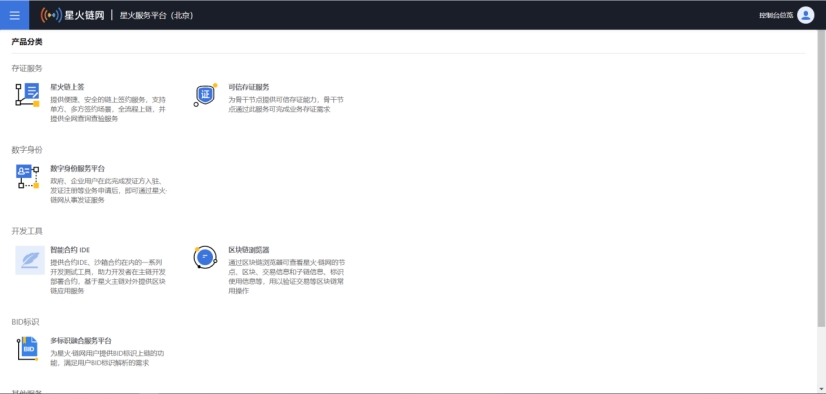 星火链网 | 星火服务平台（北京）
控制台总览
产品分类
存证服务
星火链上签
提供便捷、安全的链上签约服务，支持
单方、多方签约场景，全流程上链，并
提供全网查询查验服务
可信存证服务
为骨干节点提供可信存证能力，骨干节
点通过此服务可完成业务存证需求
证
数字身份
数字身份服务平台
政府、企业用户在此完成发证方入驻、
发证注册等业务申请后，即可通过星火·
链网从事发证服务
开发工具
智能合约 IDE
提供合约IDE、沙箱合约在内的一系列
开发测试工具，助力开发者在主链开发
部署合约，基于星火主链对外提供区块
链应用服务
区块链浏览器
通过区块链浏览器可查看星火·链网的节
点、区块、交易信息和子链信息、标识
使用信息等，用以验证交易等区块链常
用操作
BID标识
多标识融合服务平台
为星火·链网用户提供BID标识上链的功
能，满足用户BID标识解析的需求
BID
其他服务